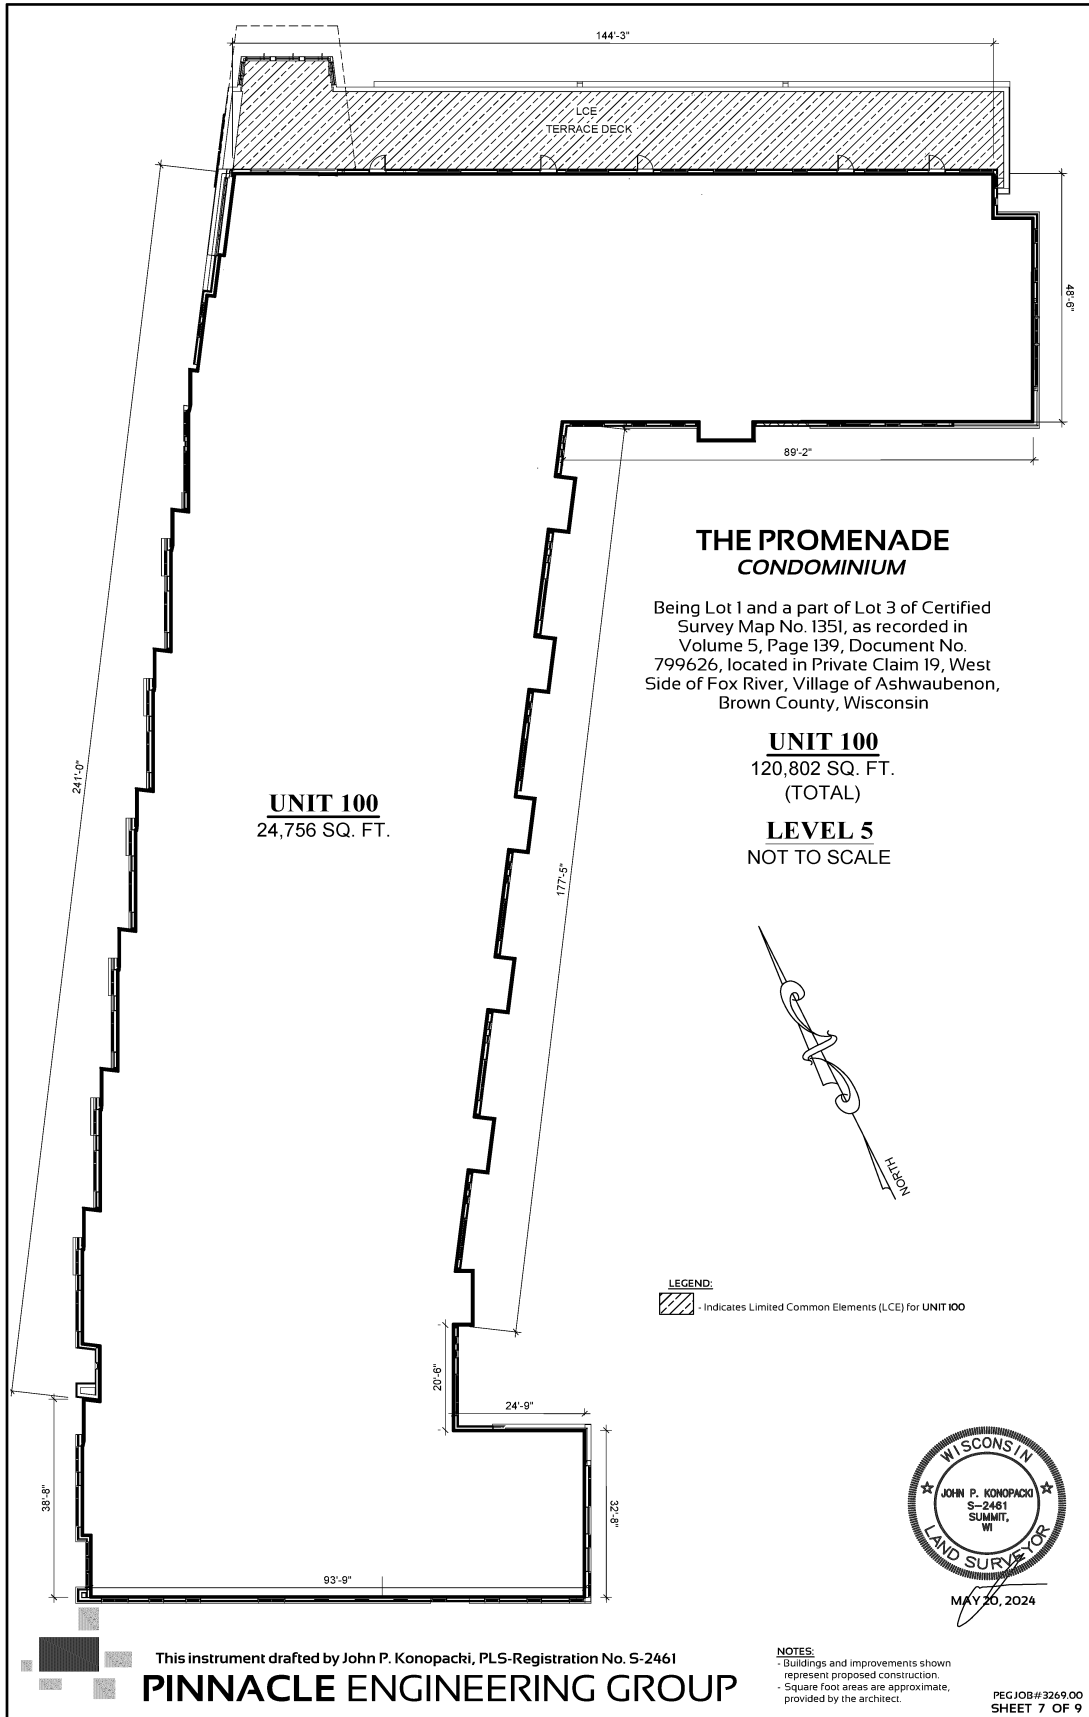 144'-3"
LCE
TERRACE DECK
48'-6"
89'-2"
THE PROMENADE
CONDOMINIUM
Being Lot 1 and a part of Lot 3 of Certified
Survey Map No. 1351, as recorded in
Volume 5, Page 139, Document No.
799626, located in Private Claim 19, West
Side of Fox River, Village of Ashwaubenon,
Brown County, Wisconsin
UNIT 100
120,802 SQ. FT.
(TOTAL)
LEVEL 5
NOT TO SCALE
241'-0"
UNIT 100
24,756 SQ. FT.
177'-5"
NORTH
LEGEND:
- Indicates Limited Common Elements (LCE) for UNIT 100
20'-6"
24'-9"
38'-8"
32'-8"
93'-9"
WISCONSIN
JOHN P. KONOPACKI
S-2461
SUMMIT,
WI
LAND SURVEYOR
MAY 20, 2024
This instrument drafted by John P. Konopacki, PLS-Registration No. S-2461
PINNACLE ENGINEERING GROUP
NOTES:
- Buildings and improvements shown
represent proposed construction.
- Square foot areas are approximate,
provided by the architect.
PEG JOB#3269.00
SHEET 7 OF 9